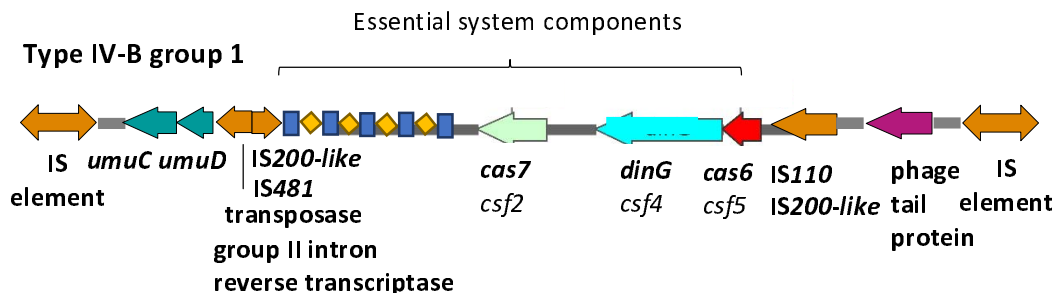 Essential system components
Type IV-B group 1
IS element
umuC umuD
IS200-like
IS481
transposase
group II intron
reverse transcriptase
cas7
csf2
dinG
csf4
cas6
csf5
IS110
IS200-like
phage
tail
protein
IS
element